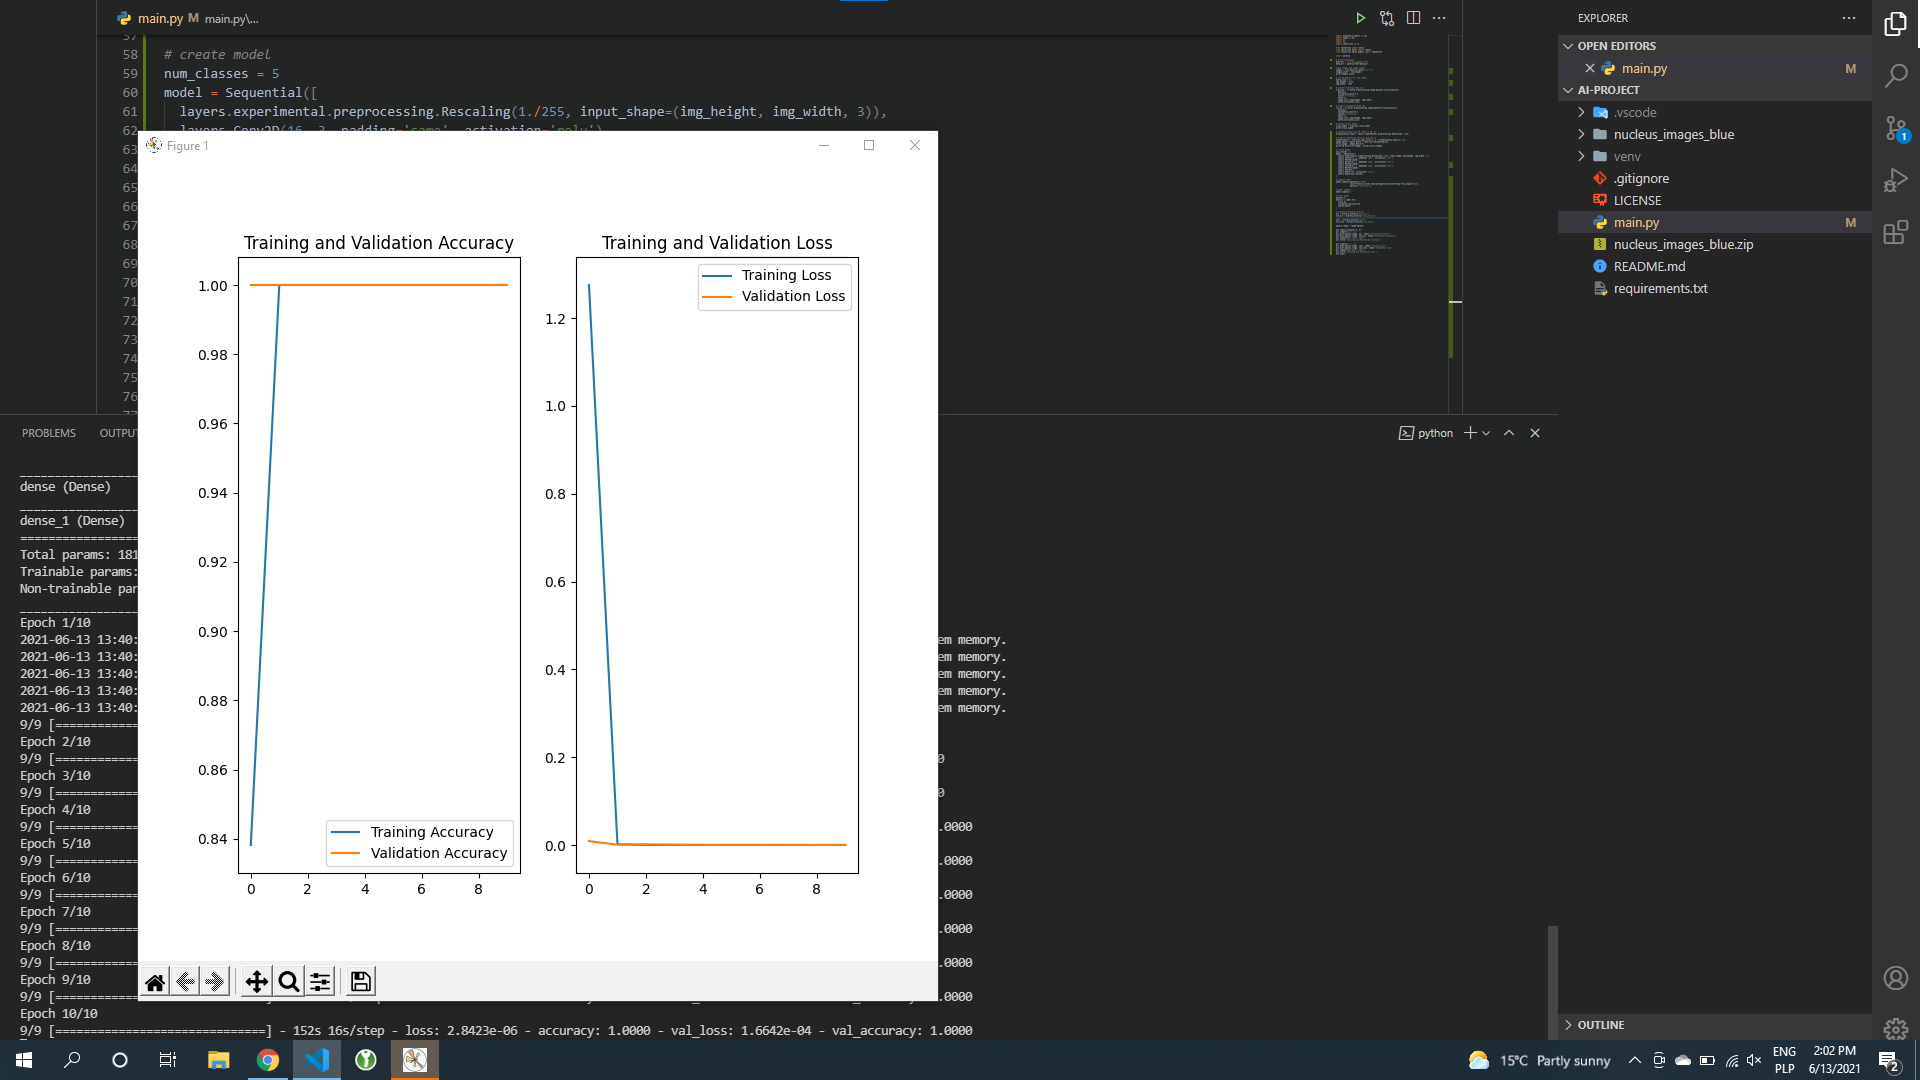 main.py M main.py\...
57
58 # create model
59 num_classes = 5
60 model = Sequential([
61 layers.experimental.preprocessing.Rescaling(1./255, input_shape=(img_height, img_width, 3)),
62 layers.Conv2D(16, 3, padding='same', activation='relu'),
63
64
65
66
67
68
69
70
71
72
73
74
75
76
77
Figure 1
Training and Validation Accuracy
1.00
0.98
0.96
0.94
0.92
0.90
0.88
0.86
0.84
0 2 4 6 8
Training Accuracy
Validation Accuracy
Training and Validation Loss
Training Loss
Validation Loss
1.2
1.0
0.8
0.6
0.4
0.2
0.0
0 2 4 6 8
PROBLEMS OUTPU
python
dense (Dense)
dense_1 (Dense)
Total params: 181
Trainable params:
Non-trainable par
Epoch 1/10
2021-06-13 13:40: em memory.
2021-06-13 13:40: em memory.
2021-06-13 13:40: em memory.
2021-06-13 13:40: em memory.
2021-06-13 13:40: em memory.
9/9 [============
Epoch 2/10
9/9 [============ 0
Epoch 3/10
9/9 [============ 0
Epoch 4/10
9/9 [============ .0000
Epoch 5/10
9/9 [============ .0000
Epoch 6/10
9/9 [============ .0000
Epoch 7/10
9/9 [============ .0000
Epoch 8/10
9/9 [============ .0000
Epoch 9/10
9/9 [============ .0000
Epoch 10/10
9/9 [==============================] - 152s 16s/step - loss: 2.8423e-06 - accuracy: 1.0000 - val_loss: 1.6642e-04 - val_accuracy: 1.0000
EXPLORER
OPEN EDITORS
main.py M
AI-PROJECT
.vscode
nucleus_images_blue
venv
.gitignore
LICENSE
main.py M
nucleus_images_blue.zip
README.md
requirements.txt
OUTLINE
1
15°C Partly sunny
ENG
PLP
2:02 PM
6/13/2021
2